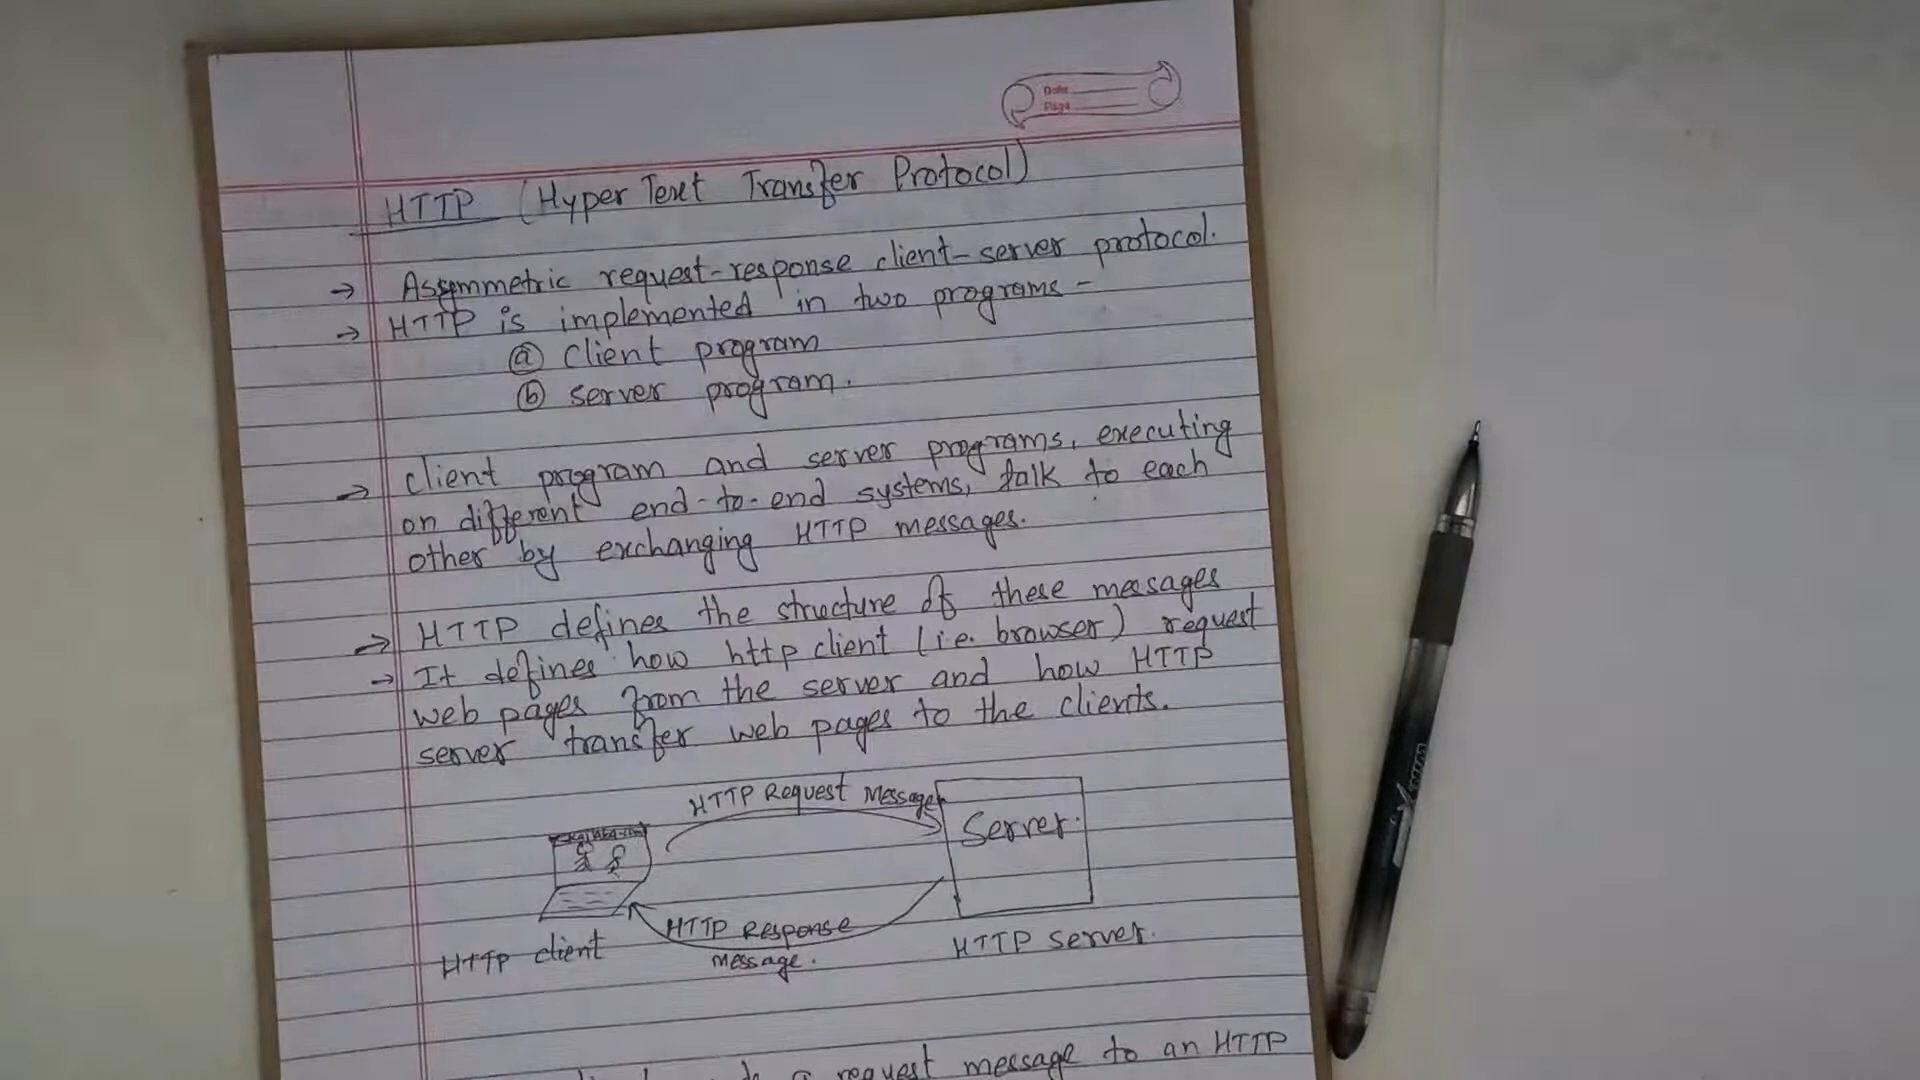 Date
Page
HTTP (Hyper Text Transfer Protocol)
→ Assymmetric request-response client-server protocol.
→ HTTP is implemented in two programs -
ⓐ Client program
ⓑ server program.
→ Client program and server programs, executing
on different end-to-end systems, talk to each
other by exchanging HTTP messages.
→ HTTP defines the structure of these messages
→ It defines how http client (i.e. browser) request
web pages from the server and how HTTP
server transfer web pages to the clients.
HTTP Request Message
Server.
HTTP Response
message.
HTTP client
HTTP server.
a request message to an HTTP